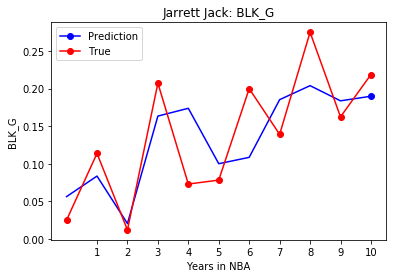 Jarrett Jack: BLK_G
Prediction
True
BLK_G
0.25
0.20
0.15
0.10
0.05
0.00
1 2 3 4 5 6 7 8 9 10
Years in NBA